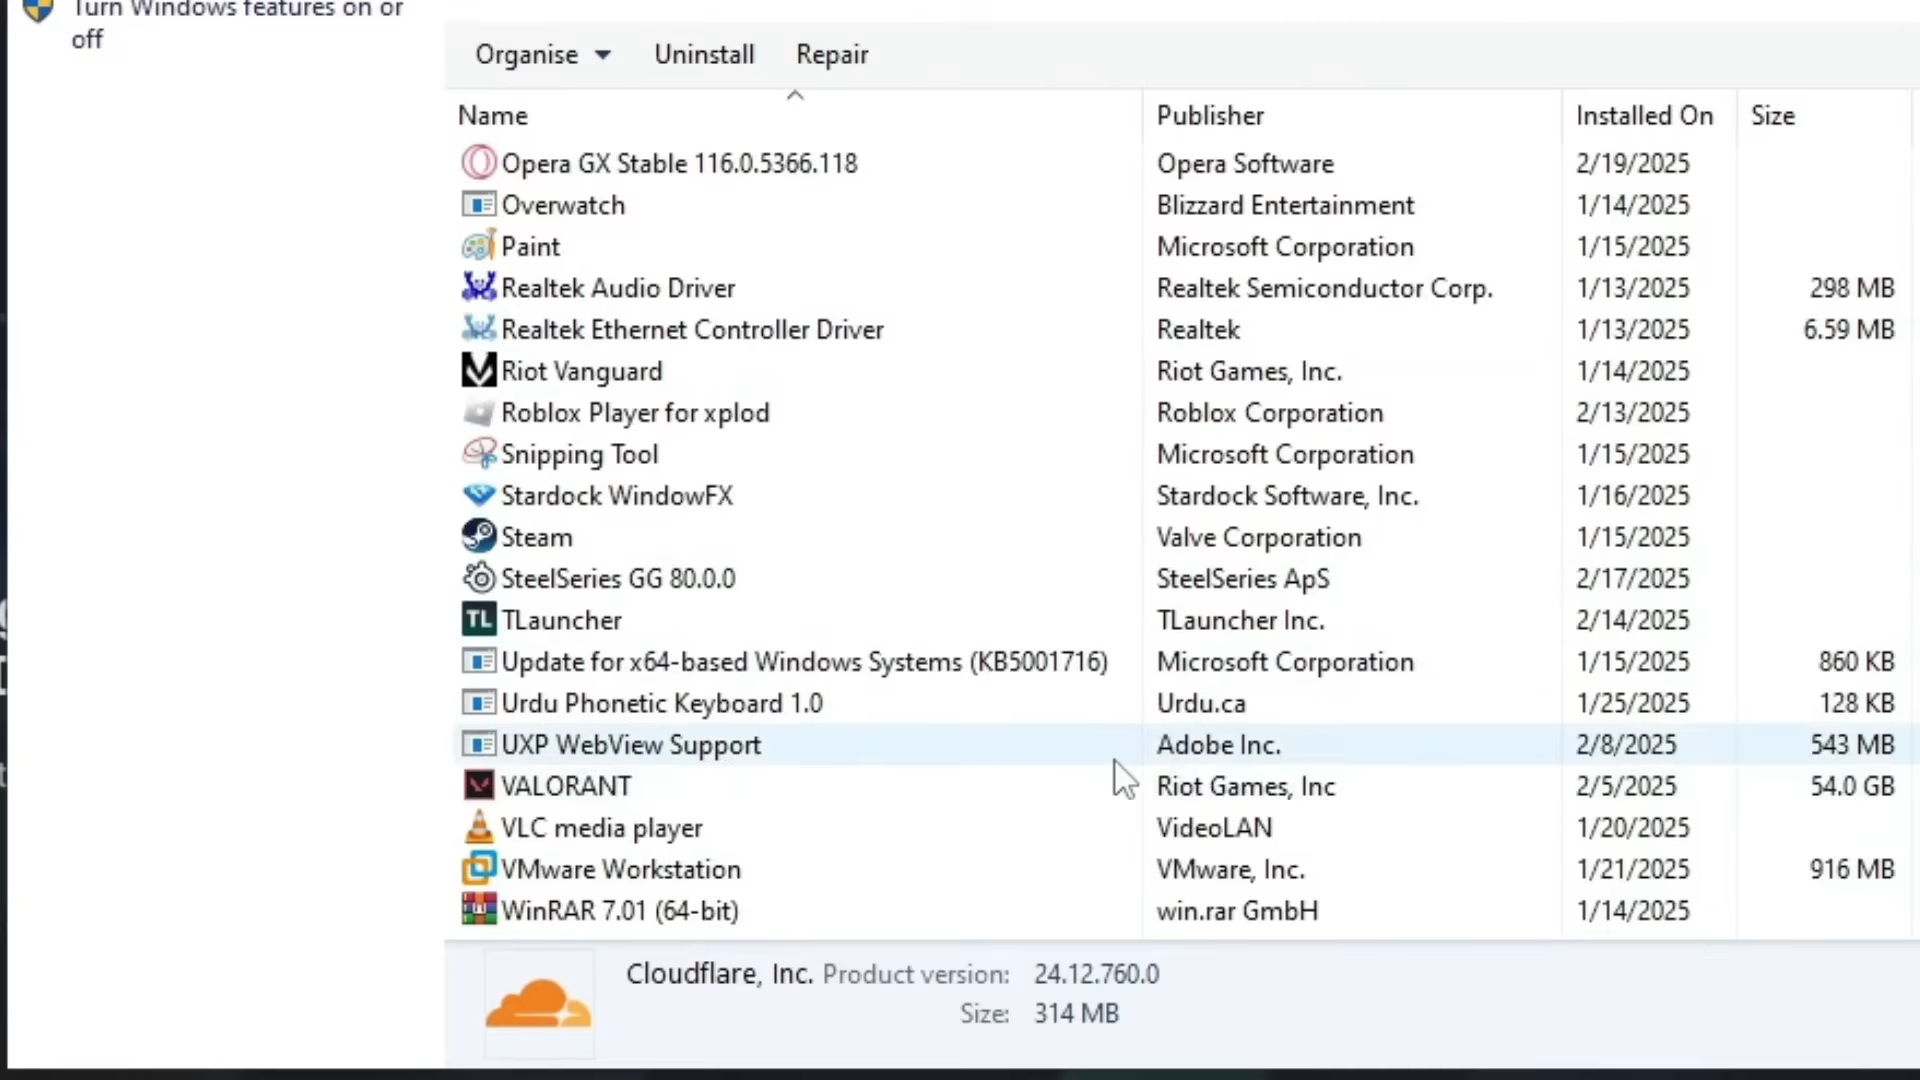 Turn Windows features on or
off
Organise Uninstall Repair
Name Publisher Installed On Size
Opera GX Stable 116.0.5366.118 Opera Software 2/19/2025
Overwatch Blizzard Entertainment 1/14/2025
Paint Microsoft Corporation 1/15/2025
Realtek Audio Driver Realtek Semiconductor Corp. 1/13/2025 298 MB
Realtek Ethernet Controller Driver Realtek 1/13/2025 6.59 MB
Riot Vanguard Riot Games, Inc. 1/14/2025
Roblox Player for xplod Roblox Corporation 2/13/2025
Snipping Tool Microsoft Corporation 1/15/2025
Stardock WindowFX Stardock Software, Inc. 1/16/2025
Steam Valve Corporation 1/15/2025
SteelSeries GG 80.0.0 SteelSeries ApS 2/17/2025
TL TLauncher TLauncher Inc. 2/14/2025
Update for x64-based Windows Systems (KB5001716) Microsoft Corporation 1/15/2025 860 KB
Urdu Phonetic Keyboard 1.0 Urdu.ca 1/25/2025 128 KB
UXP WebView Support Adobe Inc. 2/8/2025 543 MB
VALORANT Riot Games, Inc 2/5/2025 54.0 GB
VLC media player VideoLAN 1/20/2025
VMware Workstation VMware, Inc. 1/21/2025 916 MB
WinRAR 7.01 (64-bit) win.rar GmbH 1/14/2025
Cloudflare, Inc. Product version: 24.12.760.0
Size: 314 MB